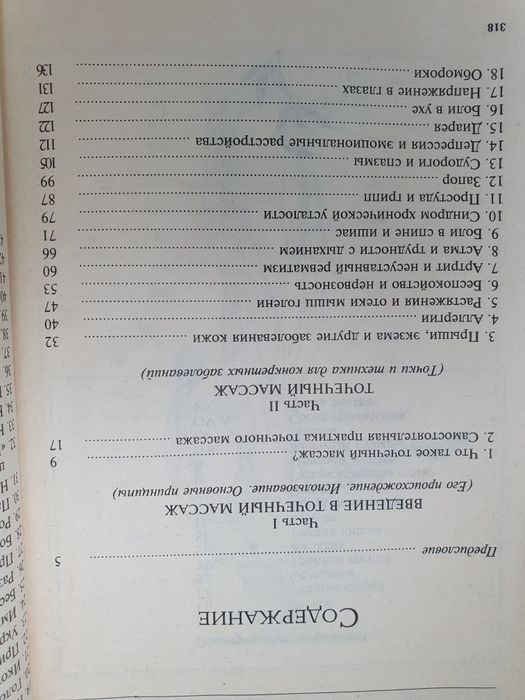 СОДЕРЖАНИЕ
Предисловие 5
Часть I
ВВЕДЕНИЕ В ТОЧЕЧНЫЙ МАССАЖ
(Его происхождение. Использование. Основные принципы)
1. Что такое точечный массаж? 9
2. Самостоятельная практика точечного массажа 17
Часть II
ТОЧЕЧНЫЙ МАССАЖ
(Точки и техника для конкретных заболеваний)
3. Прыщи, экзема и другие заболевания кожи 32
4. Аллергии 40
5. Растяжения и отеки мышц голени 47
6. Беспокойство и нервозность 53
7. Артрит и несуставный ревматизм 60
8. Астма и трудности с дыханием 66
9. Боли в спине и ишиас 71
10. Синдром хронической усталости 79
11. Простуда и грипп 87
12. Запор 99
13. Судороги и спазмы 105
14. Депрессия и эмоциональные расстройства 112
15. Диарея 122
16. Боли в ухе 127
17. Напряжение в глазах 131
18. Обмороки 136
318